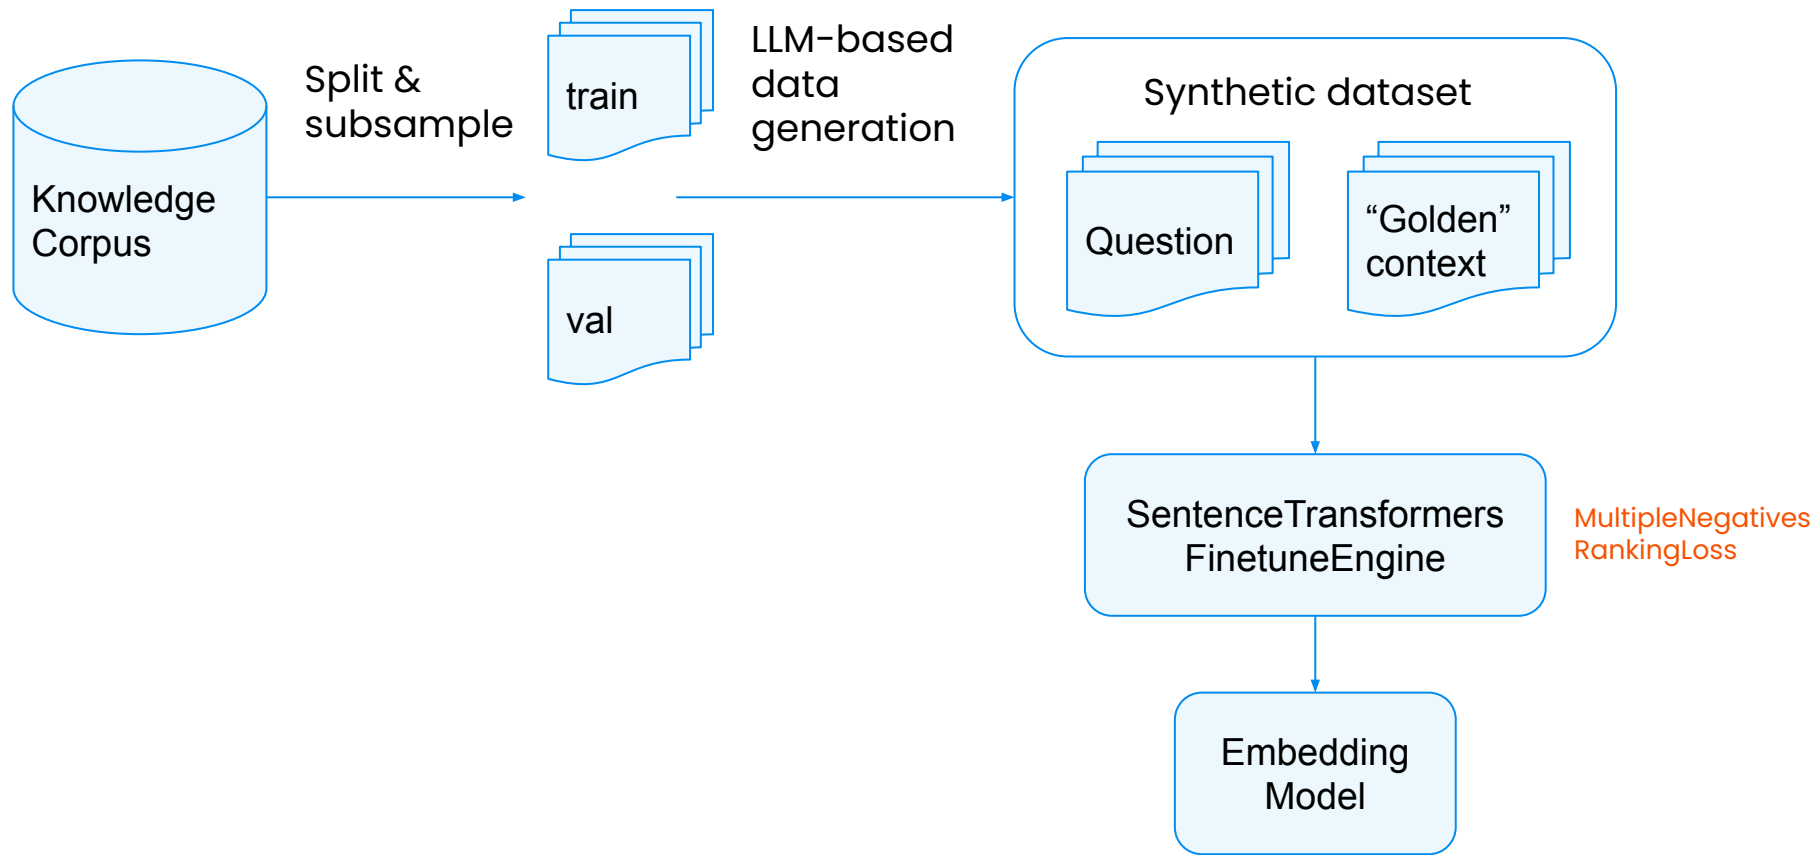 Knowledge
Corpus
Split &
subsample
train
val
LLM-based
data
generation
Synthetic dataset
Question
“Golden”
context
SentenceTransformers
FinetuneEngine
MultipleNegatives
RankingLoss
Embedding
Model